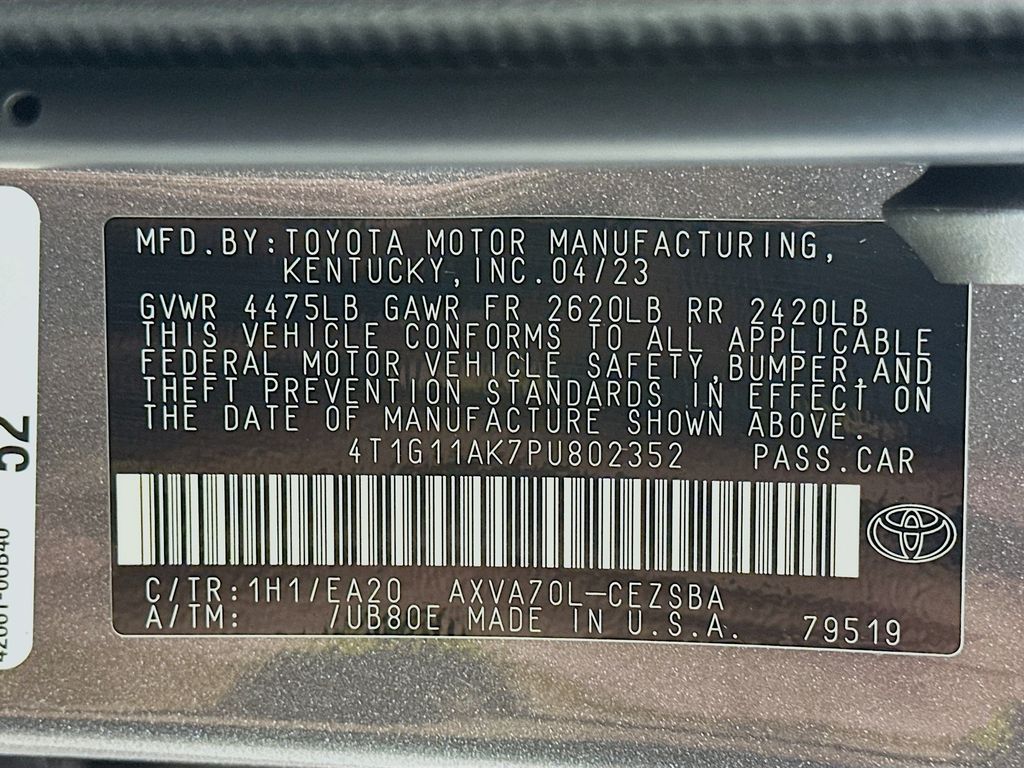 MFD.BY:TOYOTA MOTOR MANUFACTURING,
KENTUCKY,INC.04/23
GVWR 4475LB GAWR FR 2620LB RR 2420LB
THIS VEHICLE CONFORMS TO ALL APPLICABLE
FEDERAL MOTOR VEHICLE SAFETY,BUMPER,AND
THEFT PREVENTION STANDARDS IN EFFECT ON
THE DATE OF MANUFACTURE SHOWN ABOVE.
4T1G11AK7PU802352 PASS.CAR
C/TR:1H1/EA20 AXVA70L-CEZSBA
A/TM: /UB80E MADE IN U.S.A. 79519
52